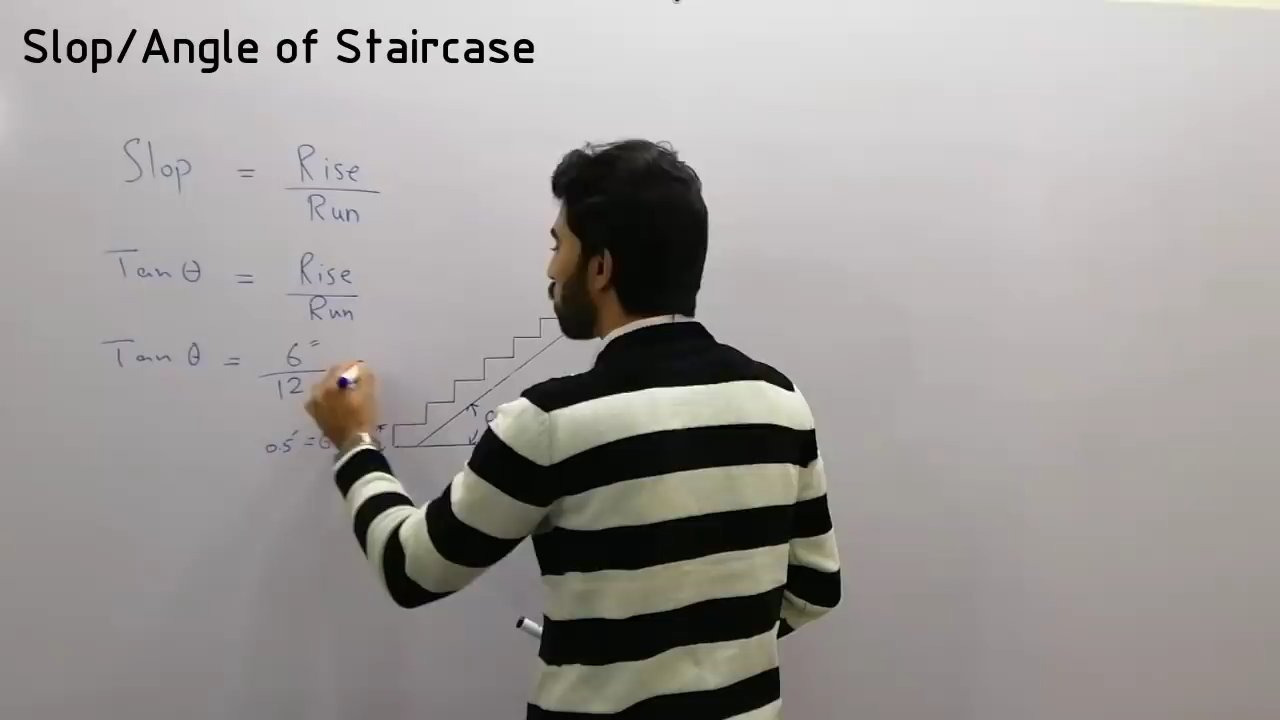 Slop/Angle of Staircase
Slop = Rise
Run
Tan θ = Rise
Run
Tan θ = 6"
12
0.5' =